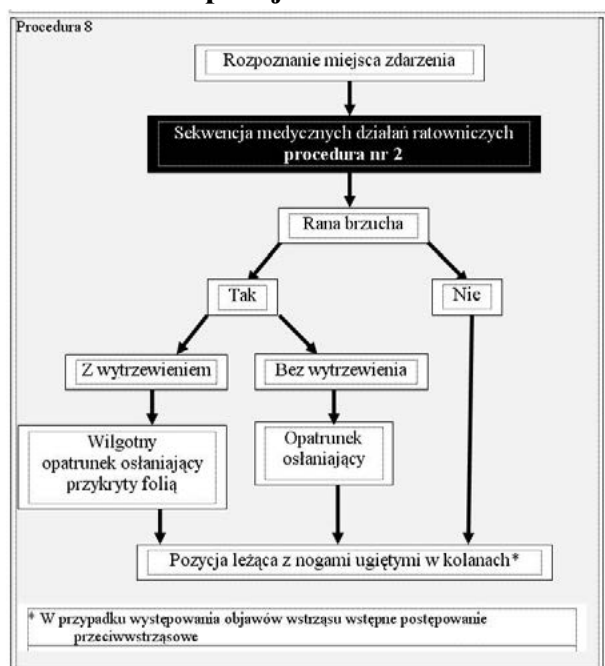 Procedura 8
Rozpoznanie miejsca zdarzenia
Sekwencja medycznych działań ratowniczych
procedura nr 2
Rana brzucha
Tak
Nie
Z wytrzewieniem
Bez wytrzewienia
Wilgotny
opatrunek osłaniający
przykryty folią
Opatrunek
osłaniający
Pozycja leżąca z nogami ugiętymi w kolanach*
* W przypadku występowania objawów wstrząsu wstępne postępowanie
przeciwwstrząsowe